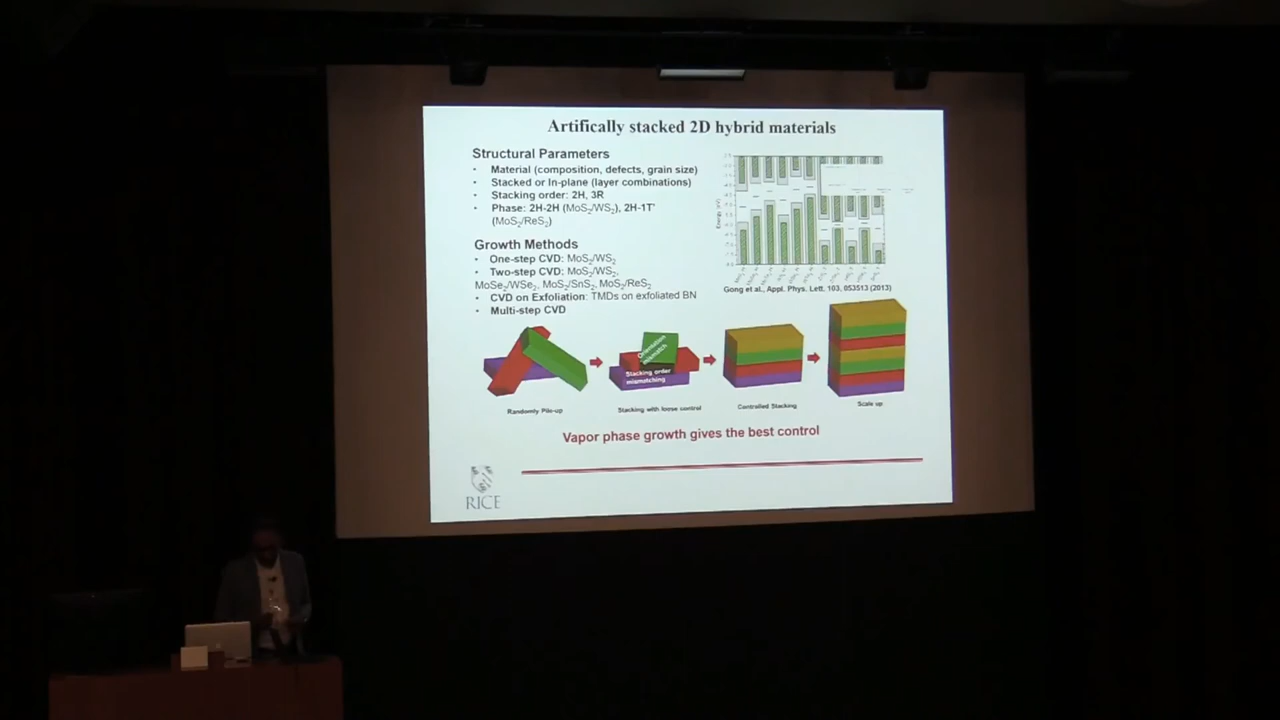 Artifically stacked 2D hybrid materials
Structural Parameters
• Material (composition, defects, grain size)
• Stacked or In-plane (layer combinations)
• Stacking order: 2H, 3R
• Phase: 2H-2H (MoS2/WS2), 2H-1T'
(MoS2/ReS2)
Growth Methods
• One-step CVD: MoS2/WS2
• Two-step CVD: MoS2/WS2,
MoSe2/WSe2, MoS2/SnS2, MoS2/ReS2
• CVD on Exfoliation: TMDs on exfoliated BN
• Multi-step CVD
Energy (eV)
Gong et al., Appl. Phys. Lett. 103, 053513 (2013)
Orientation
mismatch
Stacking order
mismatching
Randomly Pile-up
Stacking with loose control
Controlled Stacking
Scale up
Vapor phase growth gives the best control
RICE